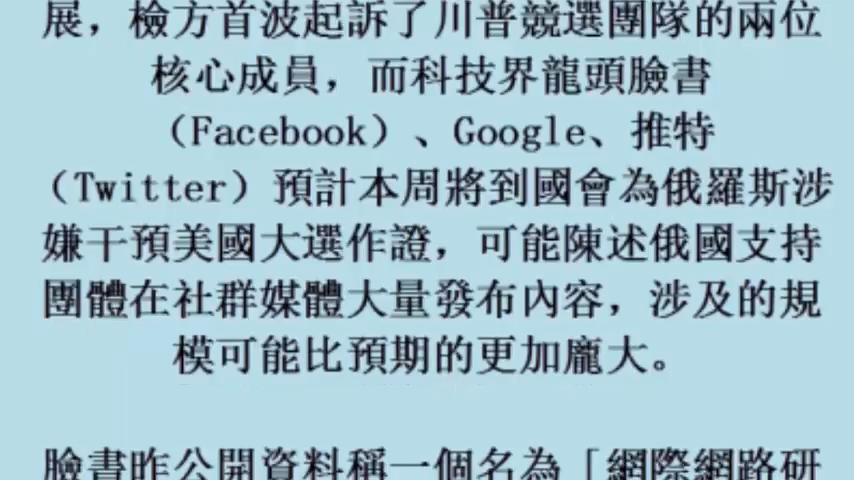 展，檢方首波起訴了川普競選團隊的兩位
核心成員，而科技界龍頭臉書
（Facebook）、Google、推特
（Twitter）預計本周將到國會為俄羅斯涉
嫌干預美國大選作證，可能陳述俄國支持
團體在社群媒體大量發布內容，涉及的規
模可能比預期的更加龐大。
臉書昨公開資料稱一個名為「網際網路研